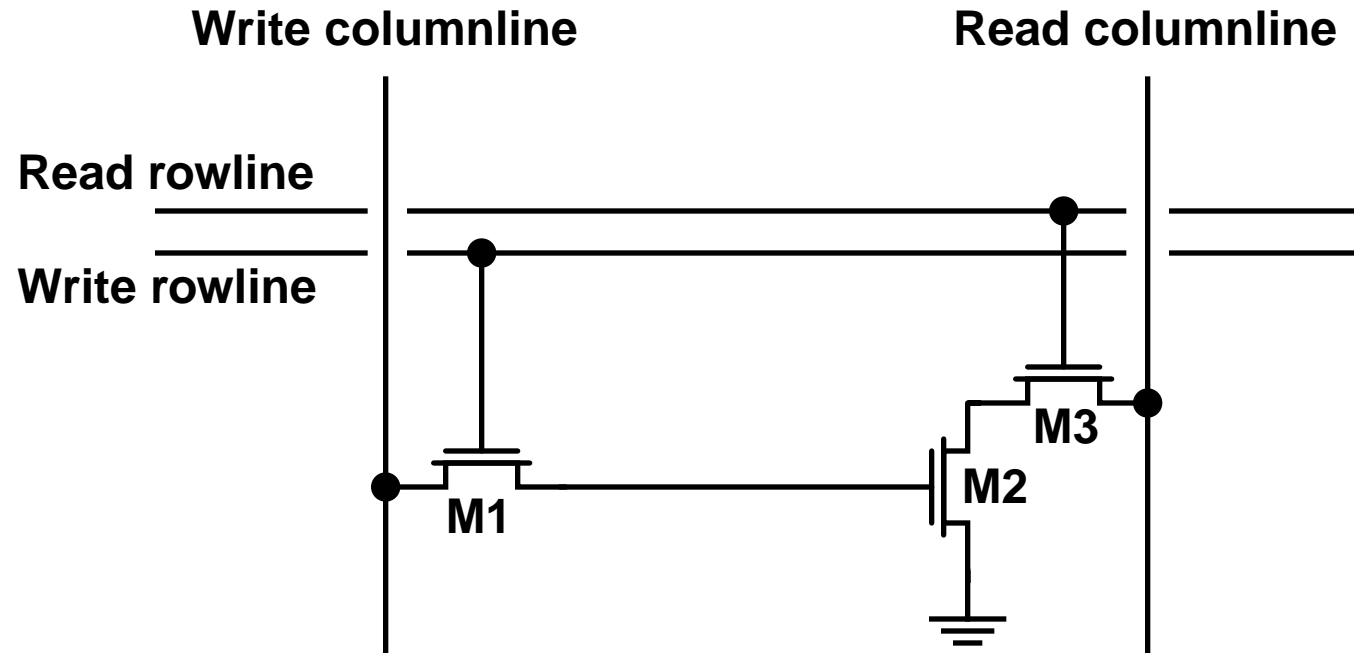 Write columnline
Read columnline
Read rowline
Write rowline
M3
M2
M1